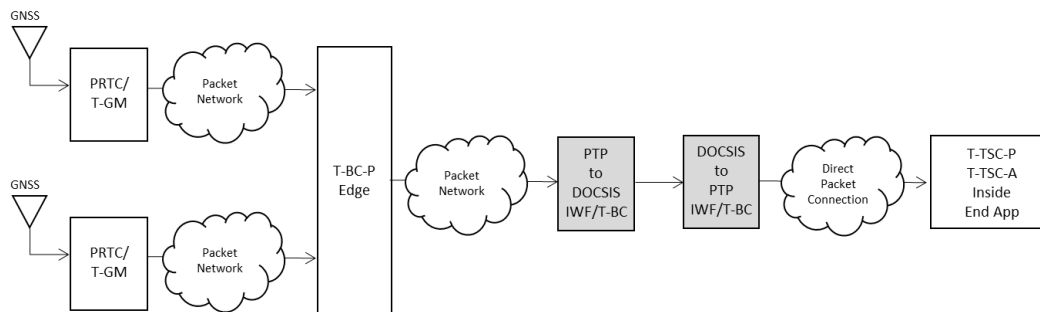 GNSS
PRTC/
T-GM
Packet
Network
GNSS
PRTC/
T-GM
Packet
Network
T-BC-P
Edge
Packet
Network
PTP
to
DOCSIS
IWF/T-BC
DOCSIS
to
PTP
IWF/T-BC
Direct
Packet
Connection
T-TSC-P
T-TSC-A
Inside
End App